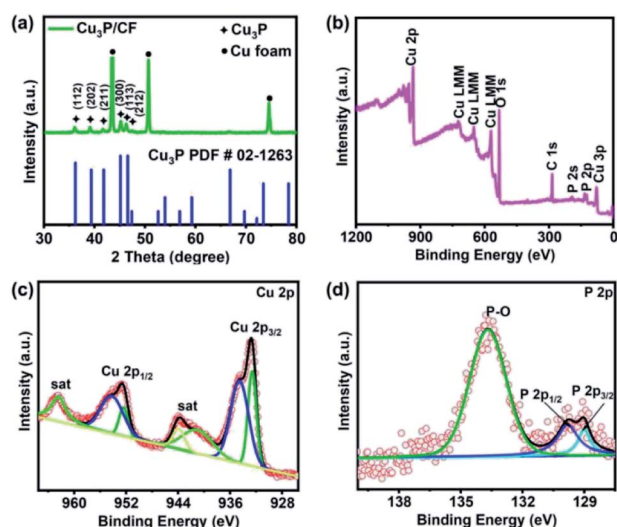 (a)
Cu₃P/CF
Cu₃P
Cu foam
(112)
(202)
(211)
(300)
(113)
(212)
Cu₃P PDF # 02-1263
Intensity (a.u.)
30 40 50 60 70 80
2 Theta (degree)
(b)
Cu 2p
Cu LMM
Cu LMM
Cu LMM
O 1s
C 1s
P 2s
P 2p
Cu 3p
Intensity (a.u.)
1200 900 600 300 0
Binding Energy (eV)
(c)
Cu 2p
Cu 2p₃/₂
Cu 2p₁/₂
sat
sat
Intensity (a.u.)
960 952 944 936 928
Binding Energy (eV)
(d)
P 2p
P-O
P 2p₁/₂
P 2p₃/₂
Intensity (a.u.)
138 135 132 129
Binding Energy (eV)